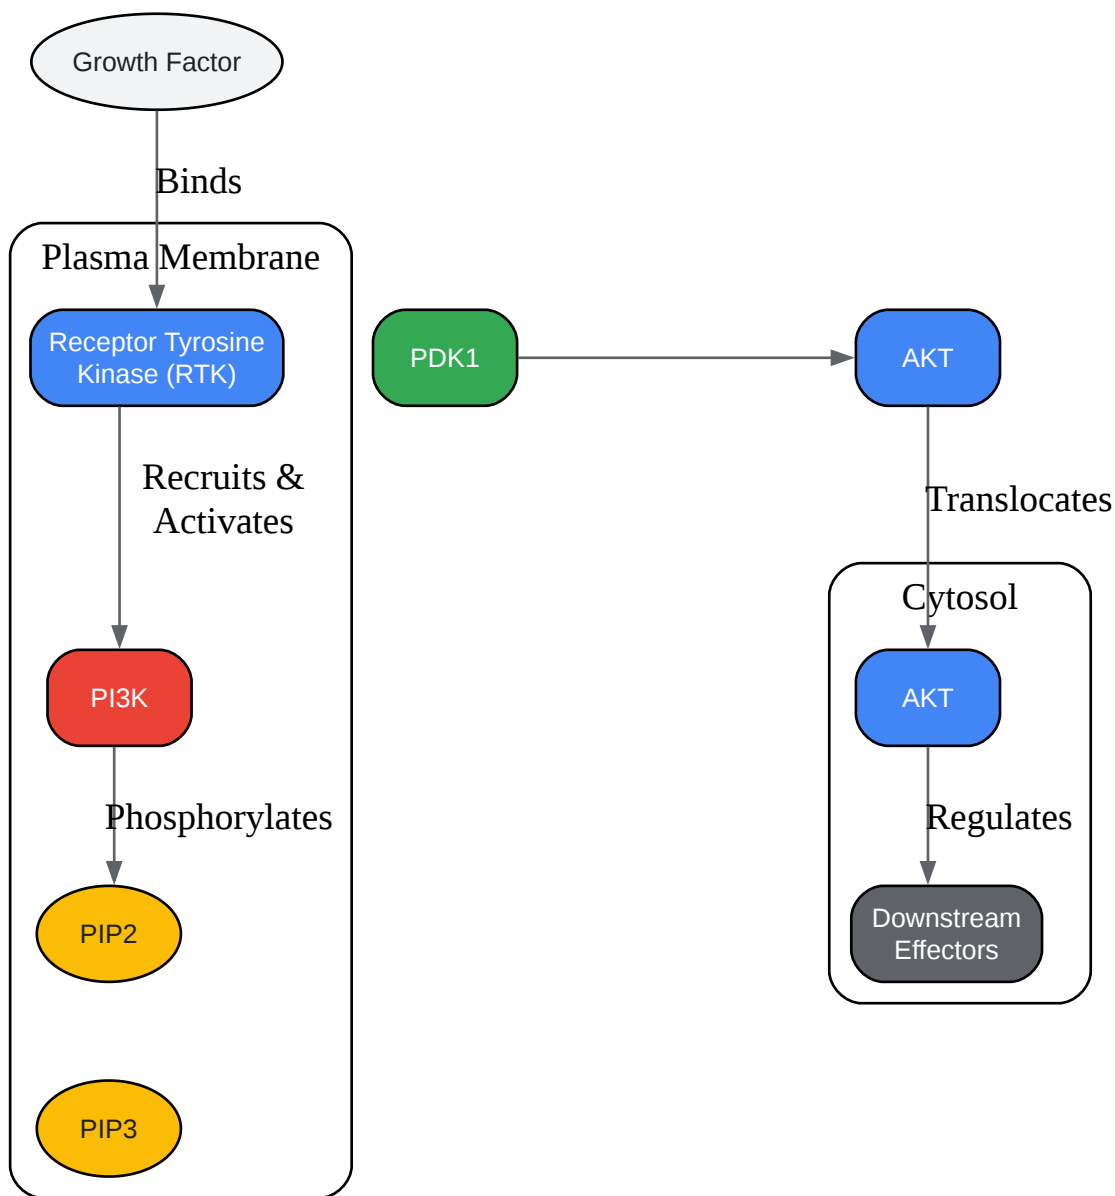 Growth Factor
Binds
Plasma Membrane
Receptor Tyrosine
Kinase (RTK)
PDK1
AKT
Recruits &
Activates
Translocates
Cytosol
PI3K
AKT
Phosphorylates
Regulates
PIP2
Downstream
Effectors
PIP3